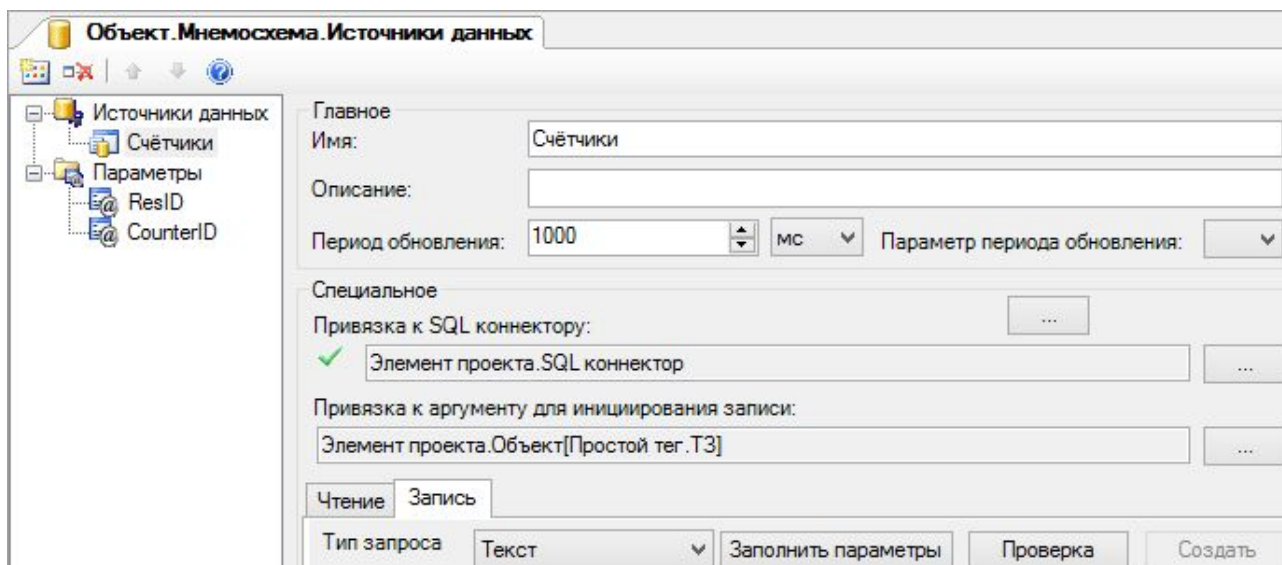 Объект.Мнемосхема.Источники данных
Источники данных
Счётчики
Параметры
ResID
CounterID
Главное
Имя: Счётчики
Описание:
Период обновления: 1000 мс Параметр периода обновления:
Специальное
Привязка к SQL коннектору: ...
Элемент проекта.SQL коннектор ...
Привязка к аргументу для инициирования записи:
Элемент проекта.Объект[Простой тег.ТЗ] ...
Чтение Запись
Тип запроса Текст Заполнить параметры Проверка Создать